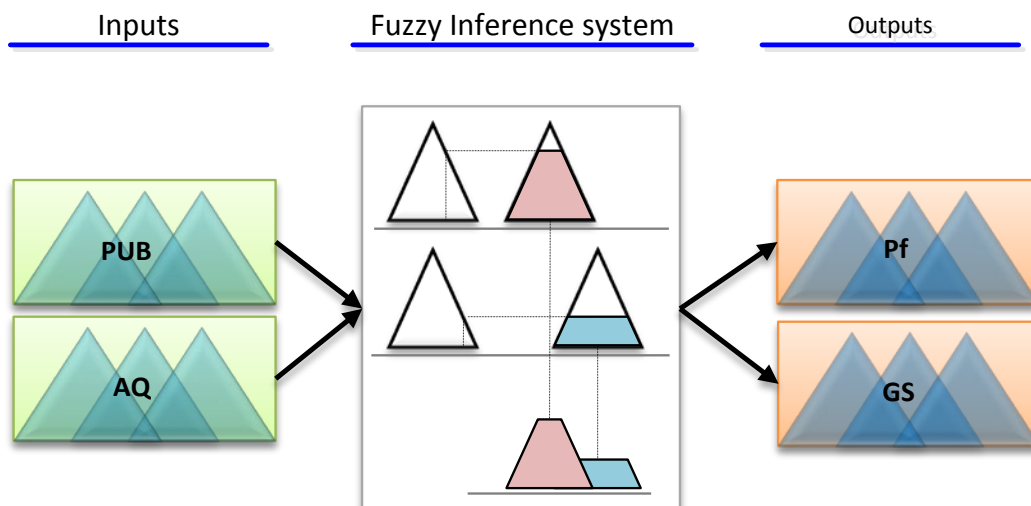 Inputs
Fuzzy Inference system
Outputs
PUB
AQ
Pf
GS